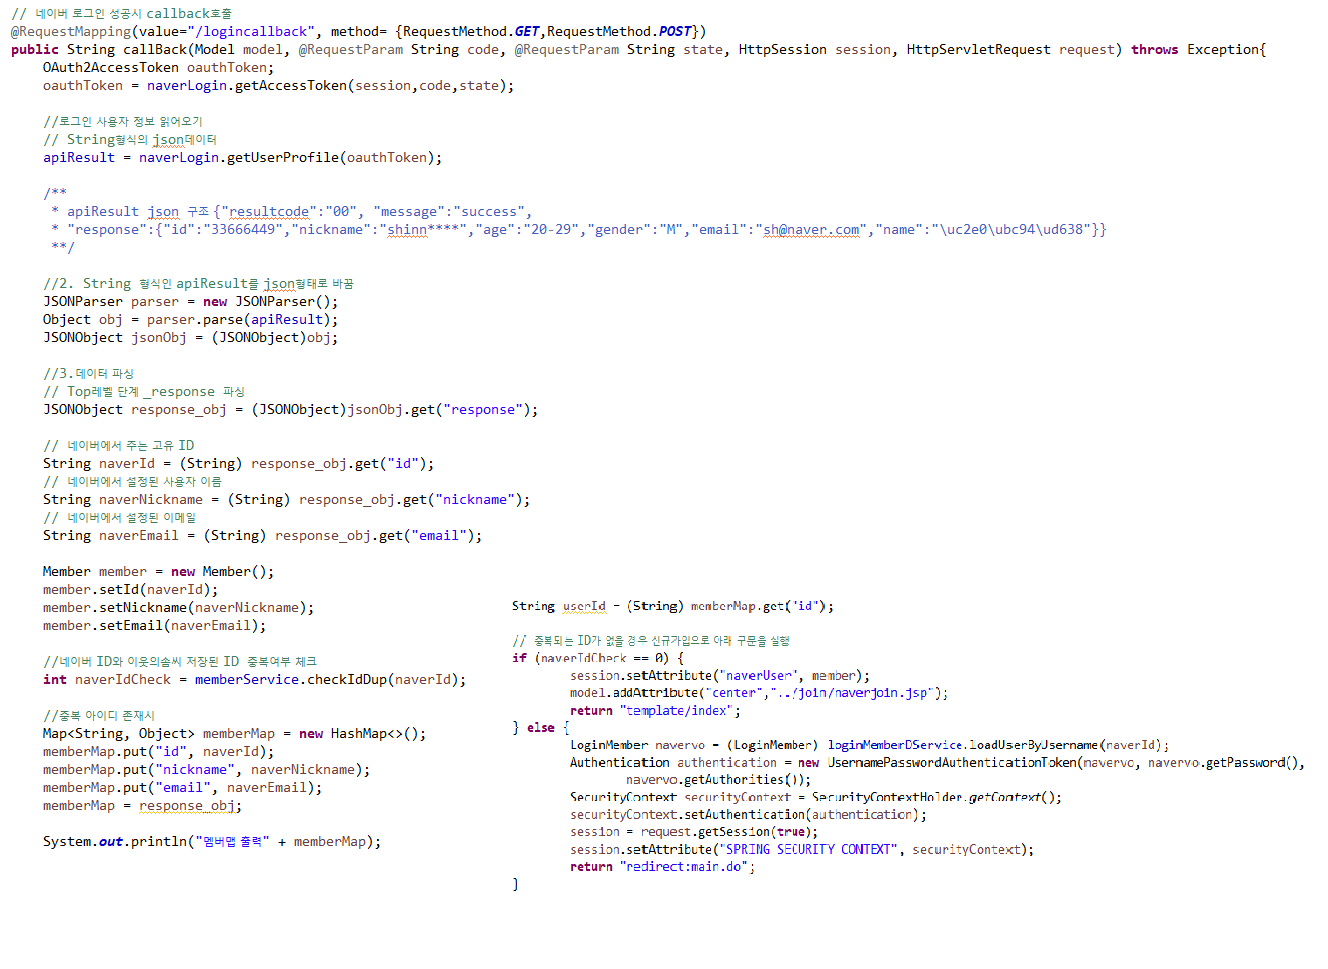 // 네이버 로그인 성공시 callback호출
@RequestMapping(value="/logincallback", method= {RequestMethod.GET,RequestMethod.POST})
public String callBack(Model model, @RequestParam String code, @RequestParam String state, HttpSession session, HttpServletRequest request) throws Exception{
OAuth2AccessToken oauthToken;
oauthToken = naverLogin.getAccessToken(session,code,state);
//로그인 사용자 정보 읽어오기
// String형식의 json데이터
apiResult = naverLogin.getUserProfile(oauthToken);
/**
* apiResult json 구조 {"resultcode":"00", "message":"success",
* "response":{"id":"33666449","nickname":"shinn****","age":"20-29","gender":"M","email":"sh@naver.com","name":"\uc2e0\ubc94\ud638"}}
**/
//2. String 형식인 apiResult를 json형태로 바꿈
JSONParser parser = new JSONParser();
Object obj = parser.parse(apiResult);
JSONObject jsonObj = (JSONObject)obj;
//3.데이터 파싱
// Top레벨 단계 _response 파싱
JSONObject response_obj = (JSONObject)jsonObj.get("response");
// 네이버에서 주는 고유 ID
String naverId = (String) response_obj.get("id");
// 네이버에서 설정된 사용자 이름
String naverNickname = (String) response_obj.get("nickname");
// 네이버에서 설정된 이메일
String naverEmail = (String) response_obj.get("email");
Member member = new Member();
member.setId(naverId);
member.setNickname(naverNickname);
member.setEmail(naverEmail);
//네이버 ID와 이웃의솜씨 저장된 ID 중복여부 체크
int naverIdCheck = memberService.checkIdDup(naverId);
//중복 아이디 존재시
Map<String, Object> memberMap = new HashMap<>();
memberMap.put("id", naverId);
memberMap.put("nickname", naverNickname);
memberMap.put("email", naverEmail);
memberMap = response_obj;
System.out.println("멤버맵 출력" + memberMap);
String userId = (String) memberMap.get("id");
// 중복되는 ID가 없을 경우 신규가입으로 아래 구문을 실행
if (naverIdCheck == 0) {
session.setAttribute("naverUser", member);
model.addAttribute("center","../join/naverjoin.jsp");
return "template/index";
} else {
LoginMember navervo = (LoginMember) loginMemberDService.loadUserByUsername(naverId);
Authentication authentication = new UsernamePasswordAuthenticationToken(navervo, navervo.getPassword(),
navervo.getAuthorities());
SecurityContext securityContext = SecurityContextHolder.getContext();
securityContext.setAuthentication(authentication);
session = request.getSession(true);
session.setAttribute("SPRING_SECURITY_CONTEXT", securityContext);
return "redirect:main.do";
}